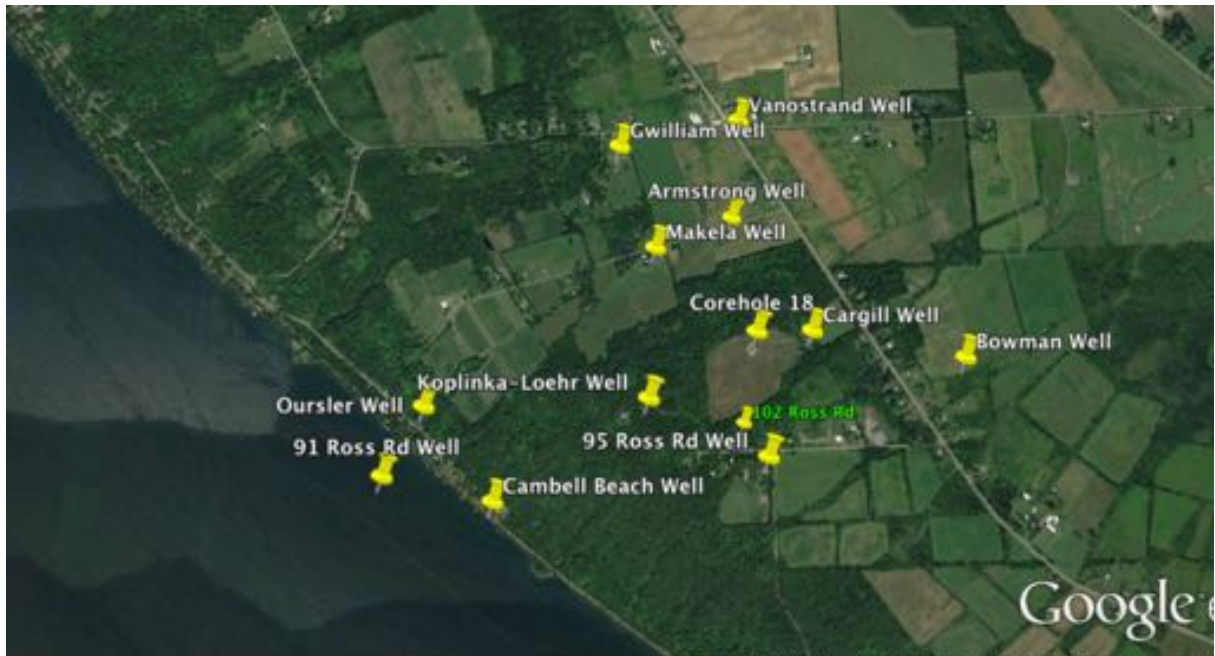 Vanostrand Well
Gwilliam Well
Armstrong Well
Makela Well
Corehole 18
Cargill Well
Bowman Well
Koplinka-Loehr Well
Oursler Well
102 Ross Rd
95 Ross Rd Well
91 Ross Rd Well
Cambell Beach Well
Google